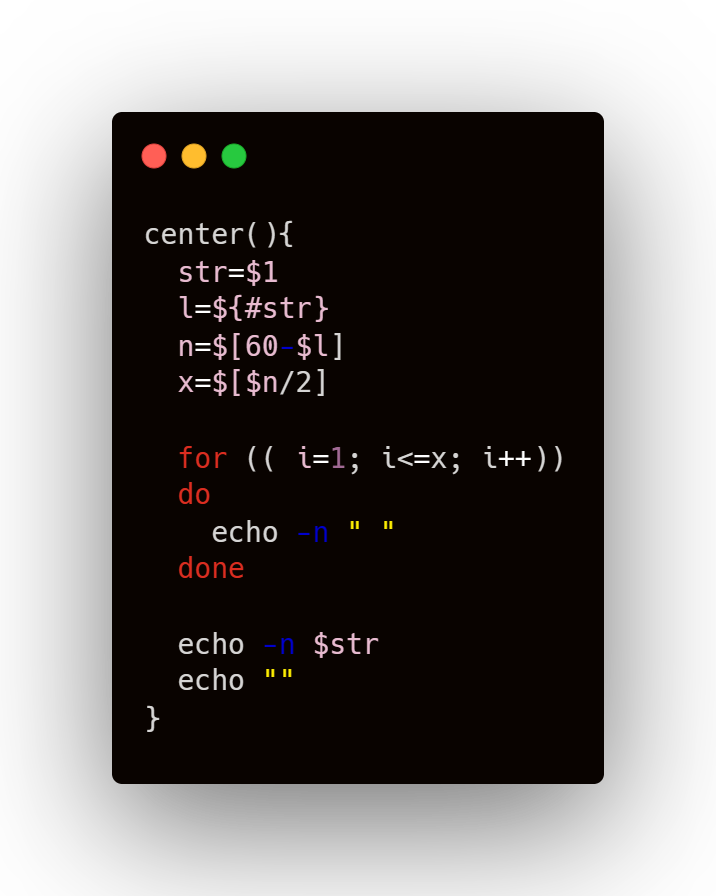 center(){
  str=$1
  l=${#str}
  n=$[60-$l]
  x=$[$n/2]

  for (( i=1; i<=x; i++))
  do
    echo -n " "
  done

  echo -n $str
  echo ""
}